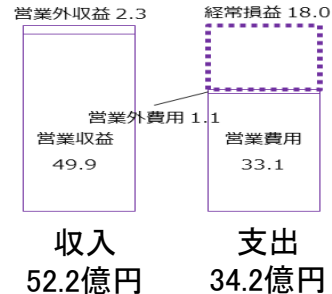 営業外収益 2.3
経常損益 18.0
営業外費用 1.1
営業収益
49.9
営業費用
33.1
収入
52.2億円
支出
34.2億円